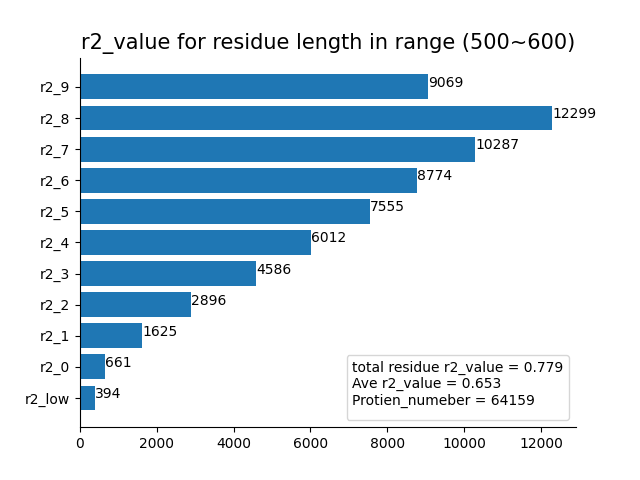 r2_value for residue length in range (500~600)
r2_9 9069
r2_8 12299
r2_7 10287
r2_6 8774
r2_5 7555
r2_4 6012
r2_3 4586
r2_2 2896
r2_1 1625
r2_0 661
r2_low 394
total residue r2_value = 0.779
Ave r2_value = 0.653
Protien_numeber = 64159
0 2000 4000 6000 8000 10000 12000